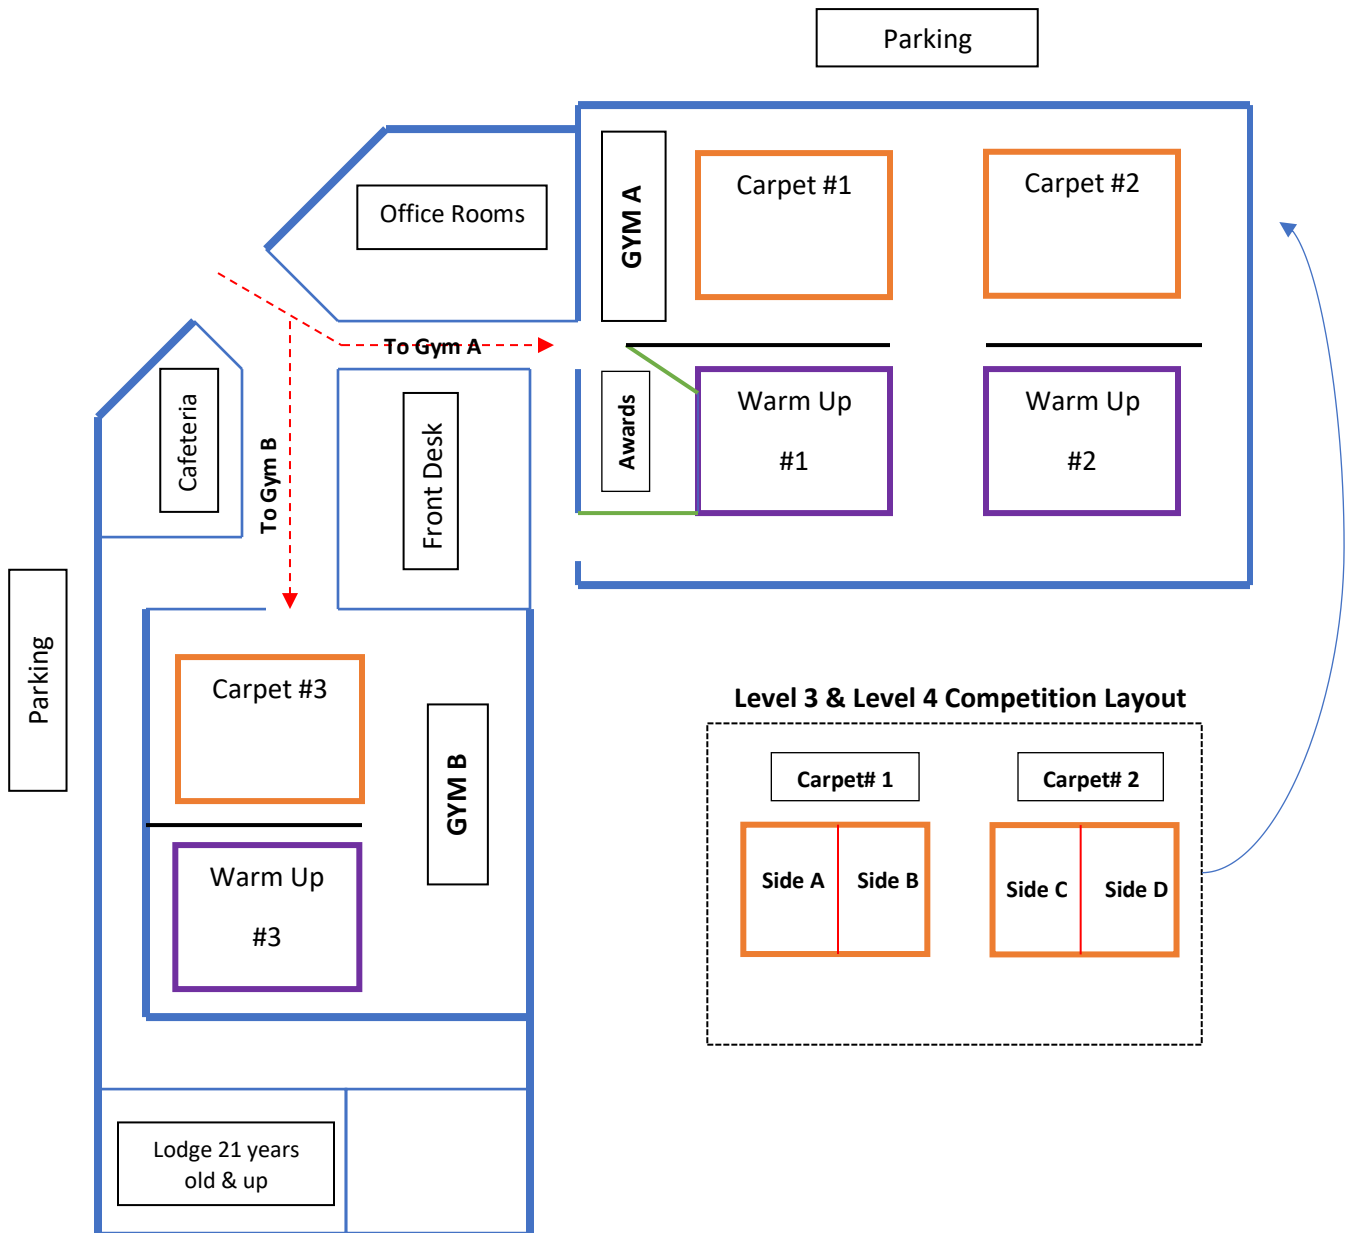 Parking
Office Rooms
GYM A
Carpet #1
Carpet #2
To Gym A
Cafeteria
To Gym B
Front Desk
Awards
Warm Up
#1
Warm Up
#2
Parking
Carpet #3
GYM B
Warm Up
#3
Level 3 & Level 4 Competition Layout
Carpet# 1
Carpet# 2
Side A
Side B
Side C
Side D
Lodge 21 years
old & up